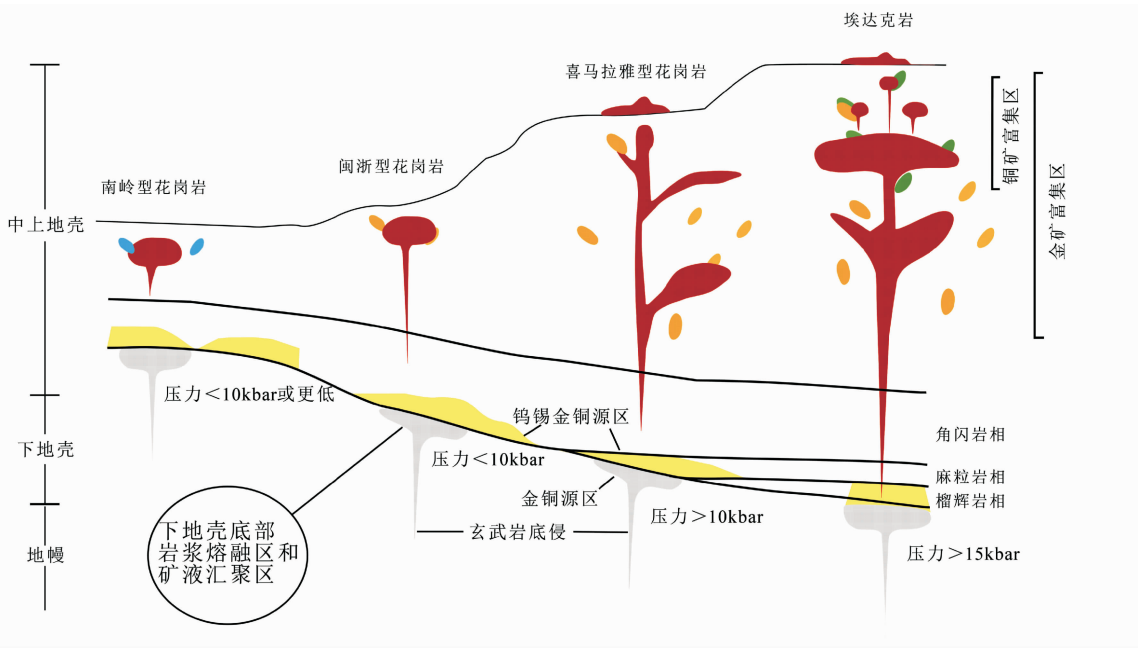 埃达克岩
喜马拉雅型花岗岩
闽浙型花岗岩
南岭型花岗岩
铜矿富集区
金矿富集区
中上地壳
压力<10kbar或更低
钨锡金铜源区
角闪岩相
下地壳
压力<10kbar
麻粒岩相
金铜源区
榴辉岩相
压力>10kbar
下地壳底部
岩浆熔融区和
矿液汇聚区
玄武岩底侵
地幔
压力>15kbar